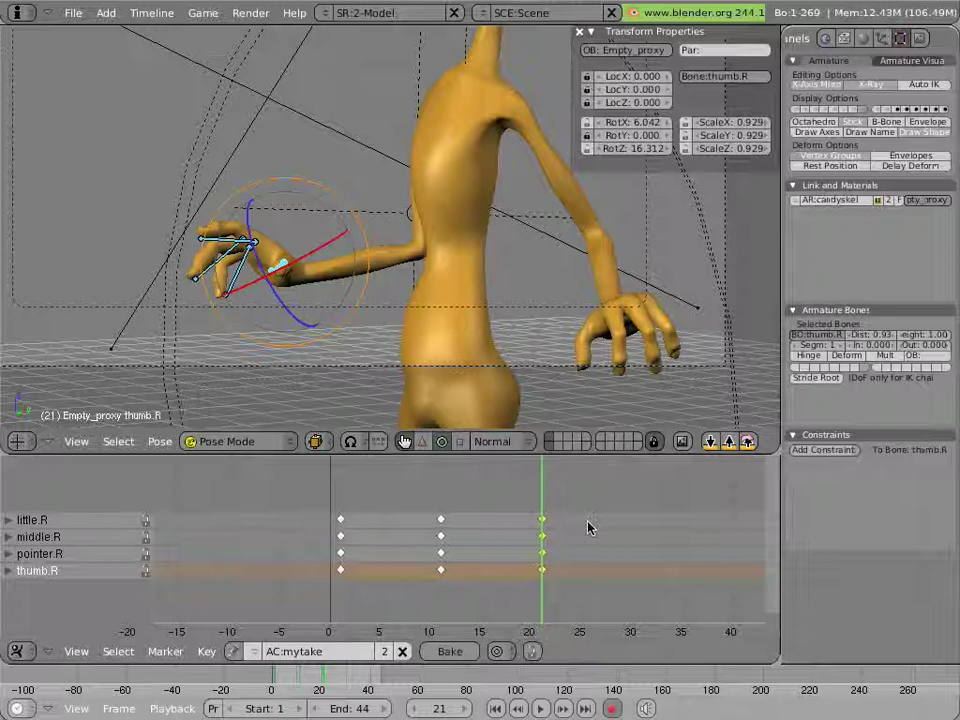 File Add Timeline Game Render Help SR:2-Model SCE:Scene www.blender.org 244.1 Bo:1-269 | Mem:12.43M (106.49M)
Transform Properties
OB: Empty_proxy Par:
LocX: 0.000 Bone:thumb.R
LocY: 0.000
LocZ: 0.000
RotX: 6.042 ScaleX: 0.929
RotY: 0.000 ScaleY: 0.929
RotZ: 16.312 ScaleZ: 0.929
anels
Armature Armature Visua
Editing Options
X-Axis Mirro X-Ray Auto IK
Display Options
Octahedro Stick B-Bone Envelope
Draw Axes Draw Name Draw Shape
Deform Options
Vertex Groups Envelopes
Rest Position Delay Deform
Link and Materials
AR:candyskel 2 F pty_proxy
Armature Bones
Selected Bones
BO:thumb.R Dist: 0.93 eight: 1.00
Segm: 1 In: 0.000 Out: 0.000
Hinge Deform Mult OB:
Stride Root (DoF only for IK chai
Constraints
Add Constraint To Bone: thumb.R
(21) Empty_proxy thumb.R
View Select Pose Pose Mode Normal
little.R
middle.R
pointer.R
thumb.R
-20 -15 -10 -5 0 5 10 15 20 25 30 35 40
View Select Marker Key AC:mytake 2 Bake
-100 -80 -60 -40 -20 0 20 40 60 80 100 120 140 160 180 200 220 240 260
View Frame Playback Pr Start: 1 End: 44 21